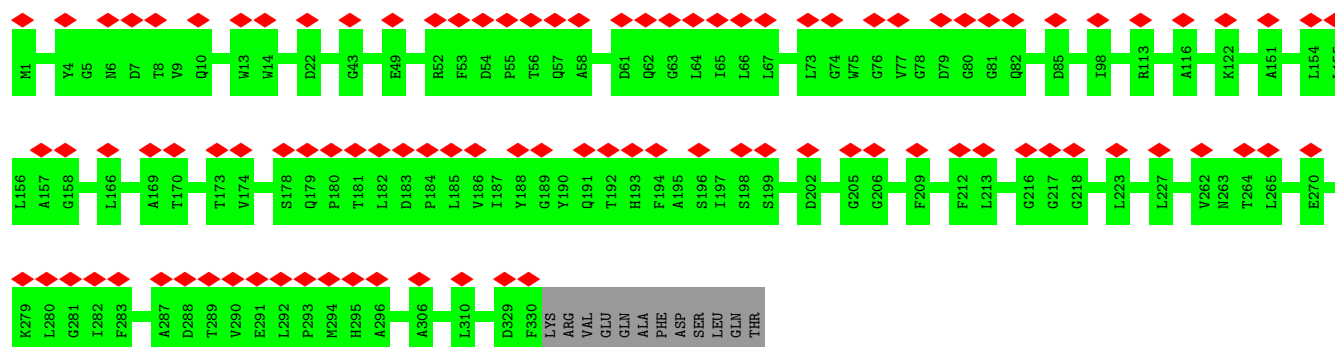 M1 Y4 G5 N6 D7 T8 V9 Q10 W13 W14 D22 G43 E49 R52 F53 D54 P55 T56 Q57 A58 D61 Q62 G63 L64 I65 L66 L67 L73 G74 W75 G76 V77 G78 D79 G80 G81 Q82 D85 I98 R113 A116 K122 A151 L154
L156 A157 G158 L166 A169 T170 T173 V174 S178 Q179 P180 T181 L182 D183 P184 L185 V186 I187 Y188 G189 Y190 Q191 T192 H193 F194 A195 S196 I197 S198 S199 D202 G205 G206 F209 F212 L213 G216 G217 G218 L223 L227 V262 N263 T264 L265 E270
K279 L280 G281 I282 F283 A287 D288 T289 V290 E291 L292 P293 M294 H295 A296 A306 L310 D329 F330 LYS ARG VAL GLU GLN ALA PHE ASP SER LEU GLN THR